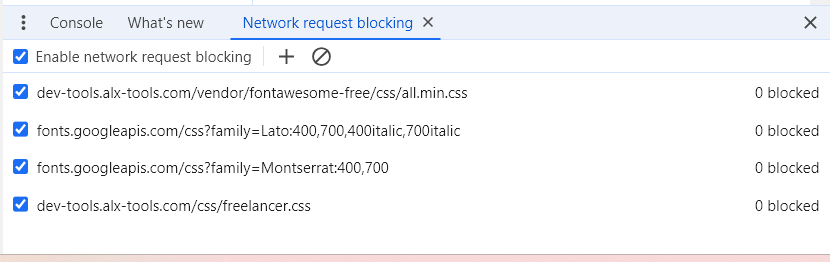 Console What's new Network request blocking
Enable network request blocking
dev-tools.alx-tools.com/vendor/fontawesome-free/css/all.min.css 0 blocked
fonts.googleapis.com/css?family=Lato:400,700,400italic,700italic 0 blocked
fonts.googleapis.com/css?family=Montserrat:400,700 0 blocked
dev-tools.alx-tools.com/css/freelancer.css 0 blocked